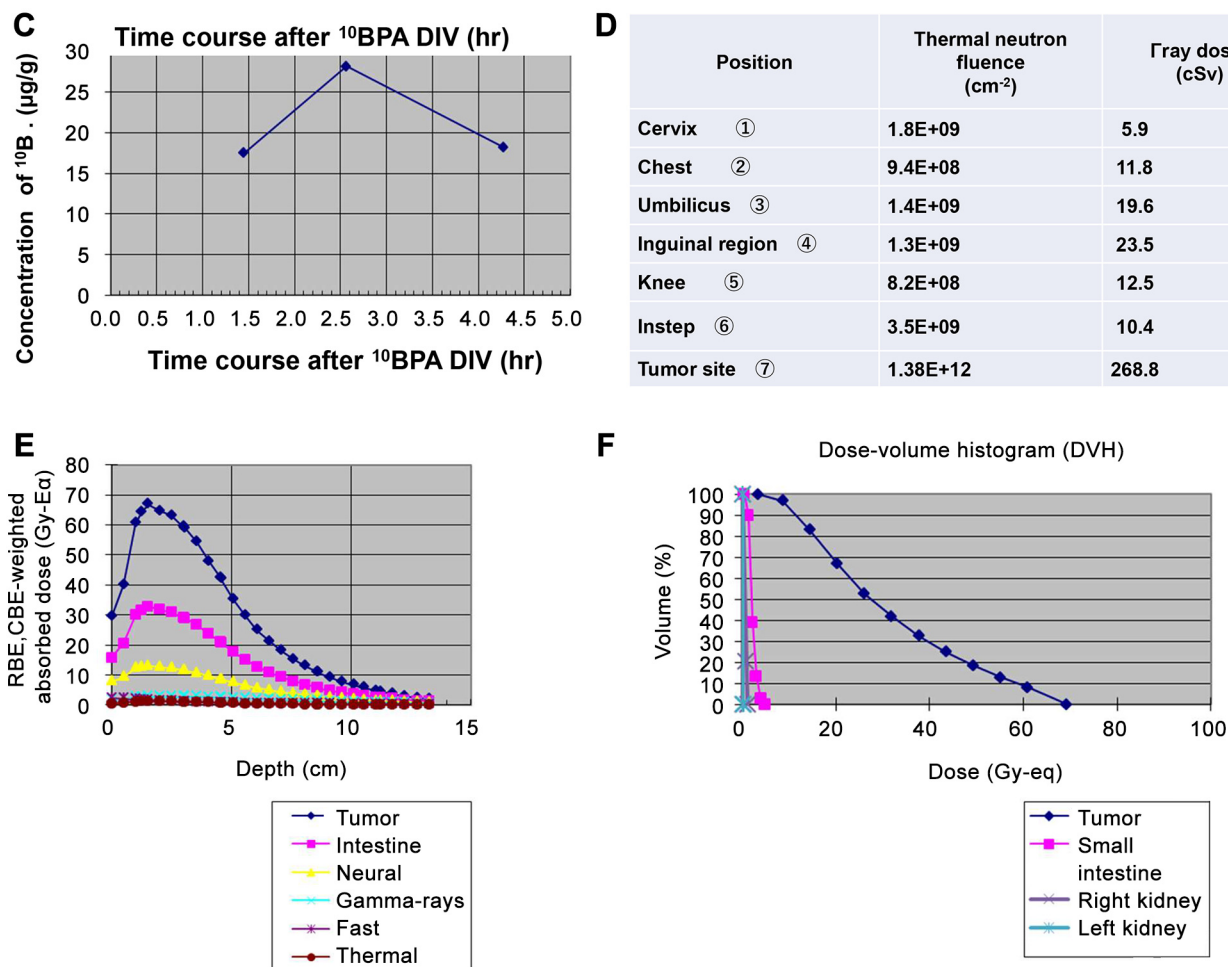 C
Time course after ¹⁰BPA DIV (hr)
Concentration of ¹⁰B . (µg/g)
30
25
20
15
10
5
0
0.0 0.5 1.0 1.5 2.0 2.5 3.0 3.5 4.0 4.5 5.0
Time course after ¹⁰BPA DIV (hr)
D
Position
Thermal neutron
fluence
(cm⁻²)
Γray dos
(cSv)
Cervix ① 1.8E+09 5.9
Chest ② 9.4E+08 11.8
Umbilicus ③ 1.4E+09 19.6
Inguinal region ④ 1.3E+09 23.5
Knee ⑤ 8.2E+08 12.5
Instep ⑥ 3.5E+09 10.4
Tumor site ⑦ 1.38E+12 268.8
E
RBE,CBE-weighted
absorbed dose (Gy-Eα)
80
70
60
50
40
30
20
10
0
0 5 10 15
Depth (cm)
Tumor
Intestine
Neural
Gamma-rays
Fast
Thermal
F
Dose-volume histogram (DVH)
Volume (%)
100
90
80
70
60
50
40
30
20
10
0
0 20 40 60 80 100
Dose (Gy-eq)
Tumor
Small
intestine
Right kidney
Left kidney